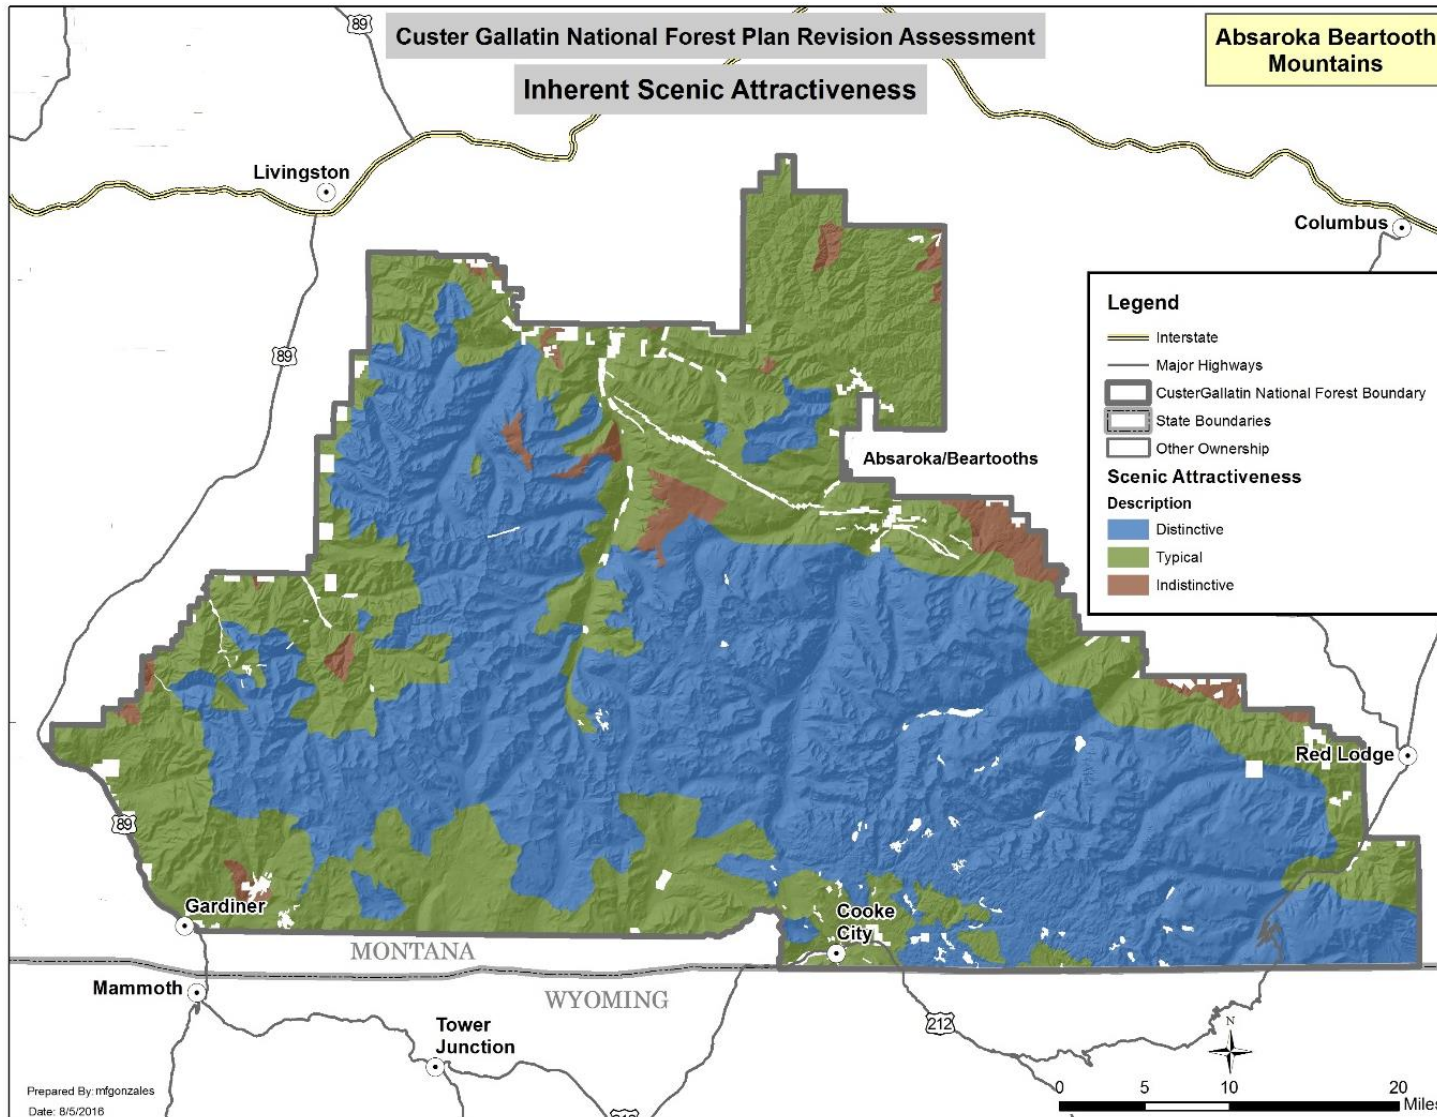 89
Custer Gallatin National Forest Plan Revision Assessment
Absaroka Beartooth
Mountains
Inherent Scenic Attractiveness
Livingston
Columbus
Legend
Interstate
Major Highways
CusterGallatin National Forest Boundary
State Boundaries
Other Ownership
Scenic Attractiveness
Description
Distinctive
Typical
Indistinctive
89
Absaroka/Beartooths
Red Lodge
89
Gardiner
Cooke
City
MONTANA
WYOMING
Mammoth
Tower
Junction
212
N
0 5 10 20
Miles
Prepared By: mfgonzales
Date: 8/5/2016